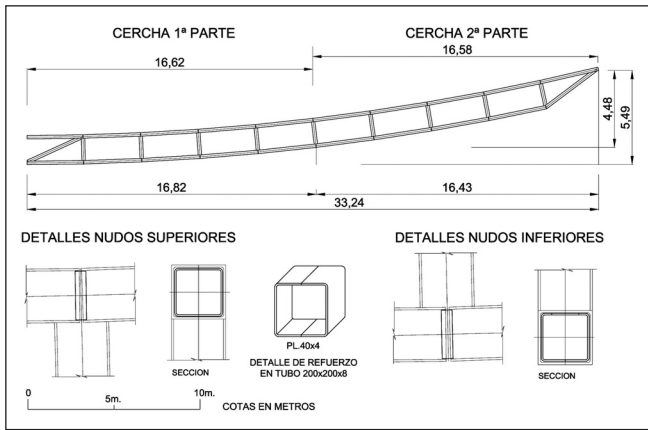 CERCHA 1ª PARTE
CERCHA 2ª PARTE
16,62
16,58
4,48
5,49
16,82
16,43
33,24
DETALLES NUDOS SUPERIORES
DETALLES NUDOS INFERIORES
SECCION
PL.40x4
DETALLE DE REFUERZO
EN TUBO 200x200x8
SECCION
0
5m.
10m.
COTAS EN METROS